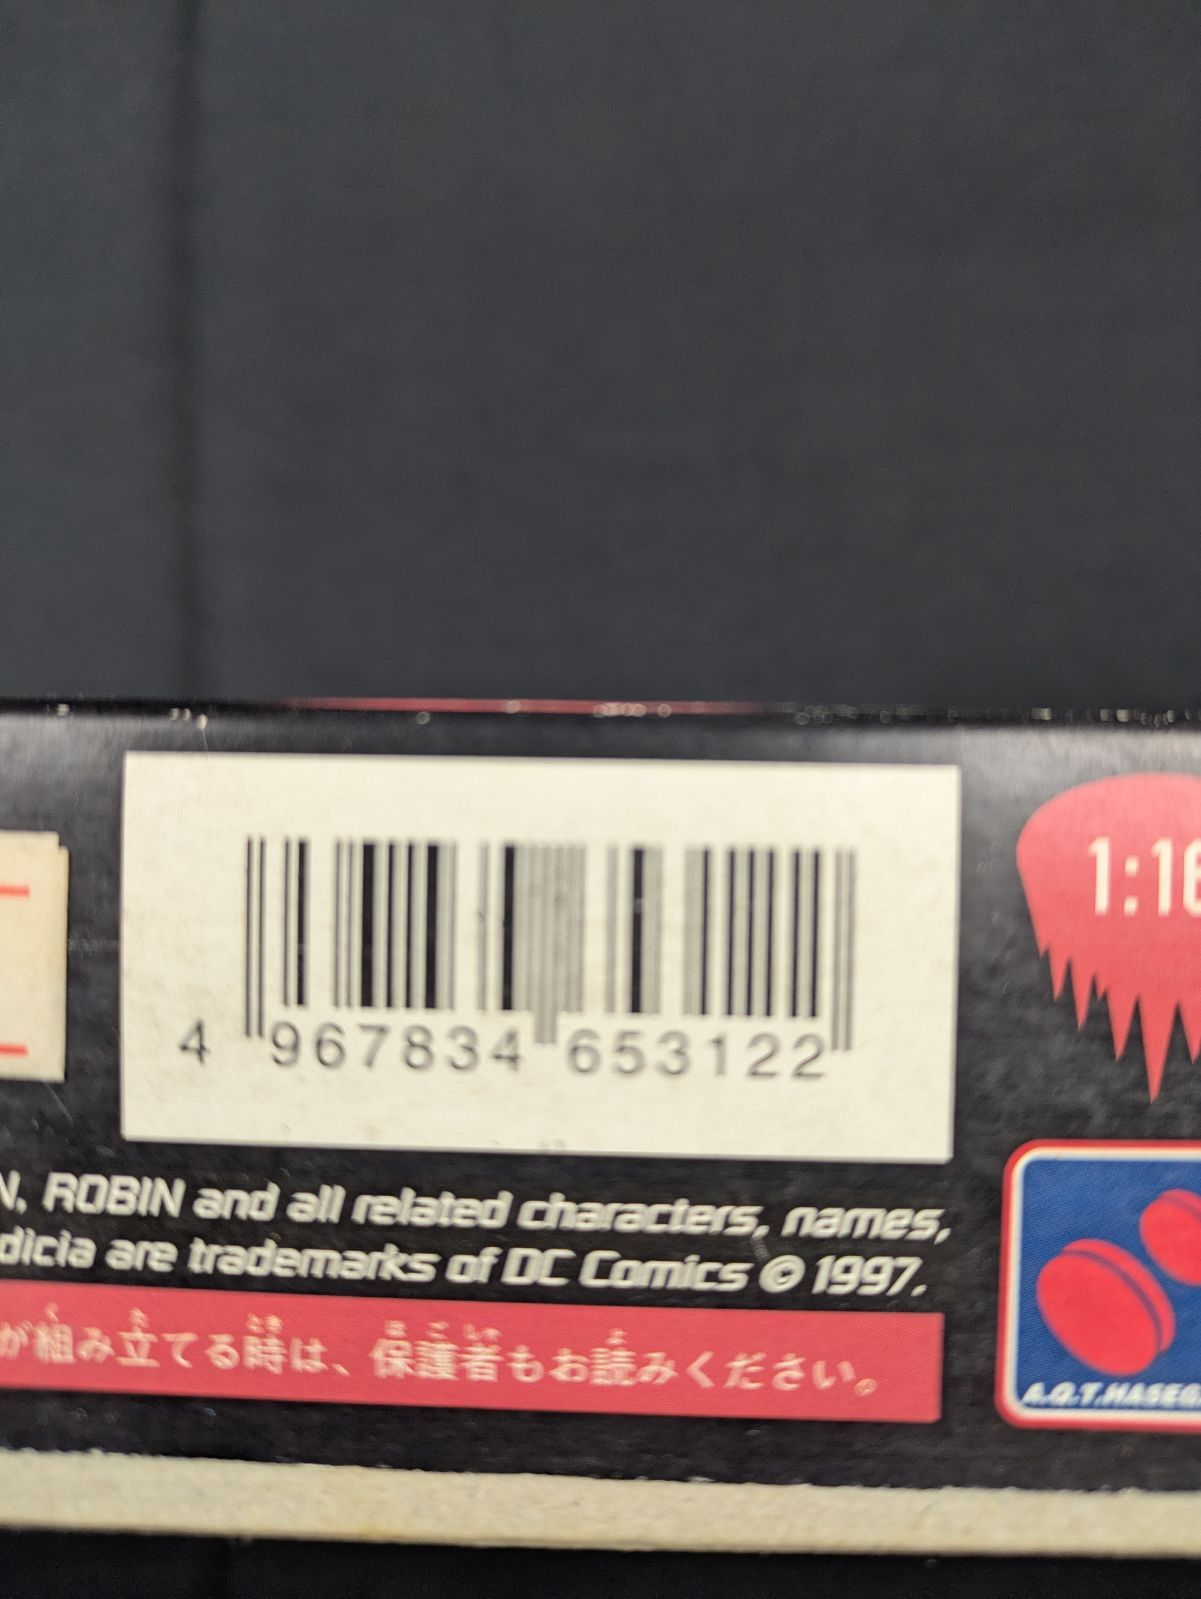 1:16
4 967834 653122
N, ROBIN and all related characters, names,
dicia are trademarks of DC Comics © 1997.
が組み立てる時は、保護者もお読みください。
A.Q.T.HASEG